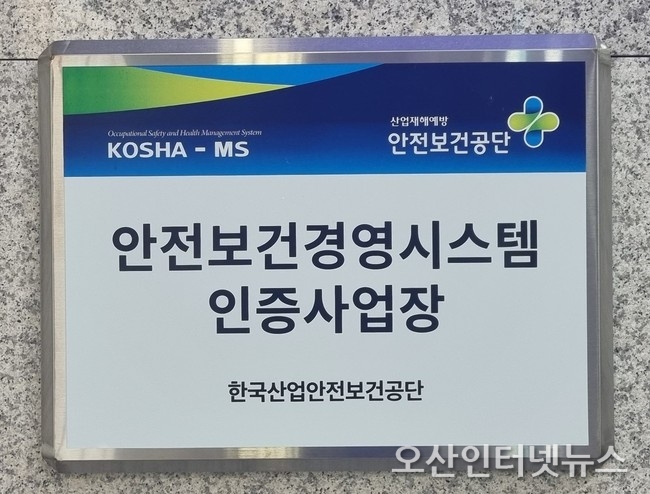 Occupational Safety and Health Management System
KOSHA - MS
산업재해예방
안전보건공단
안전보건경영시스템
인증사업장
한국산업안전보건공단
오산인터넷뉴스